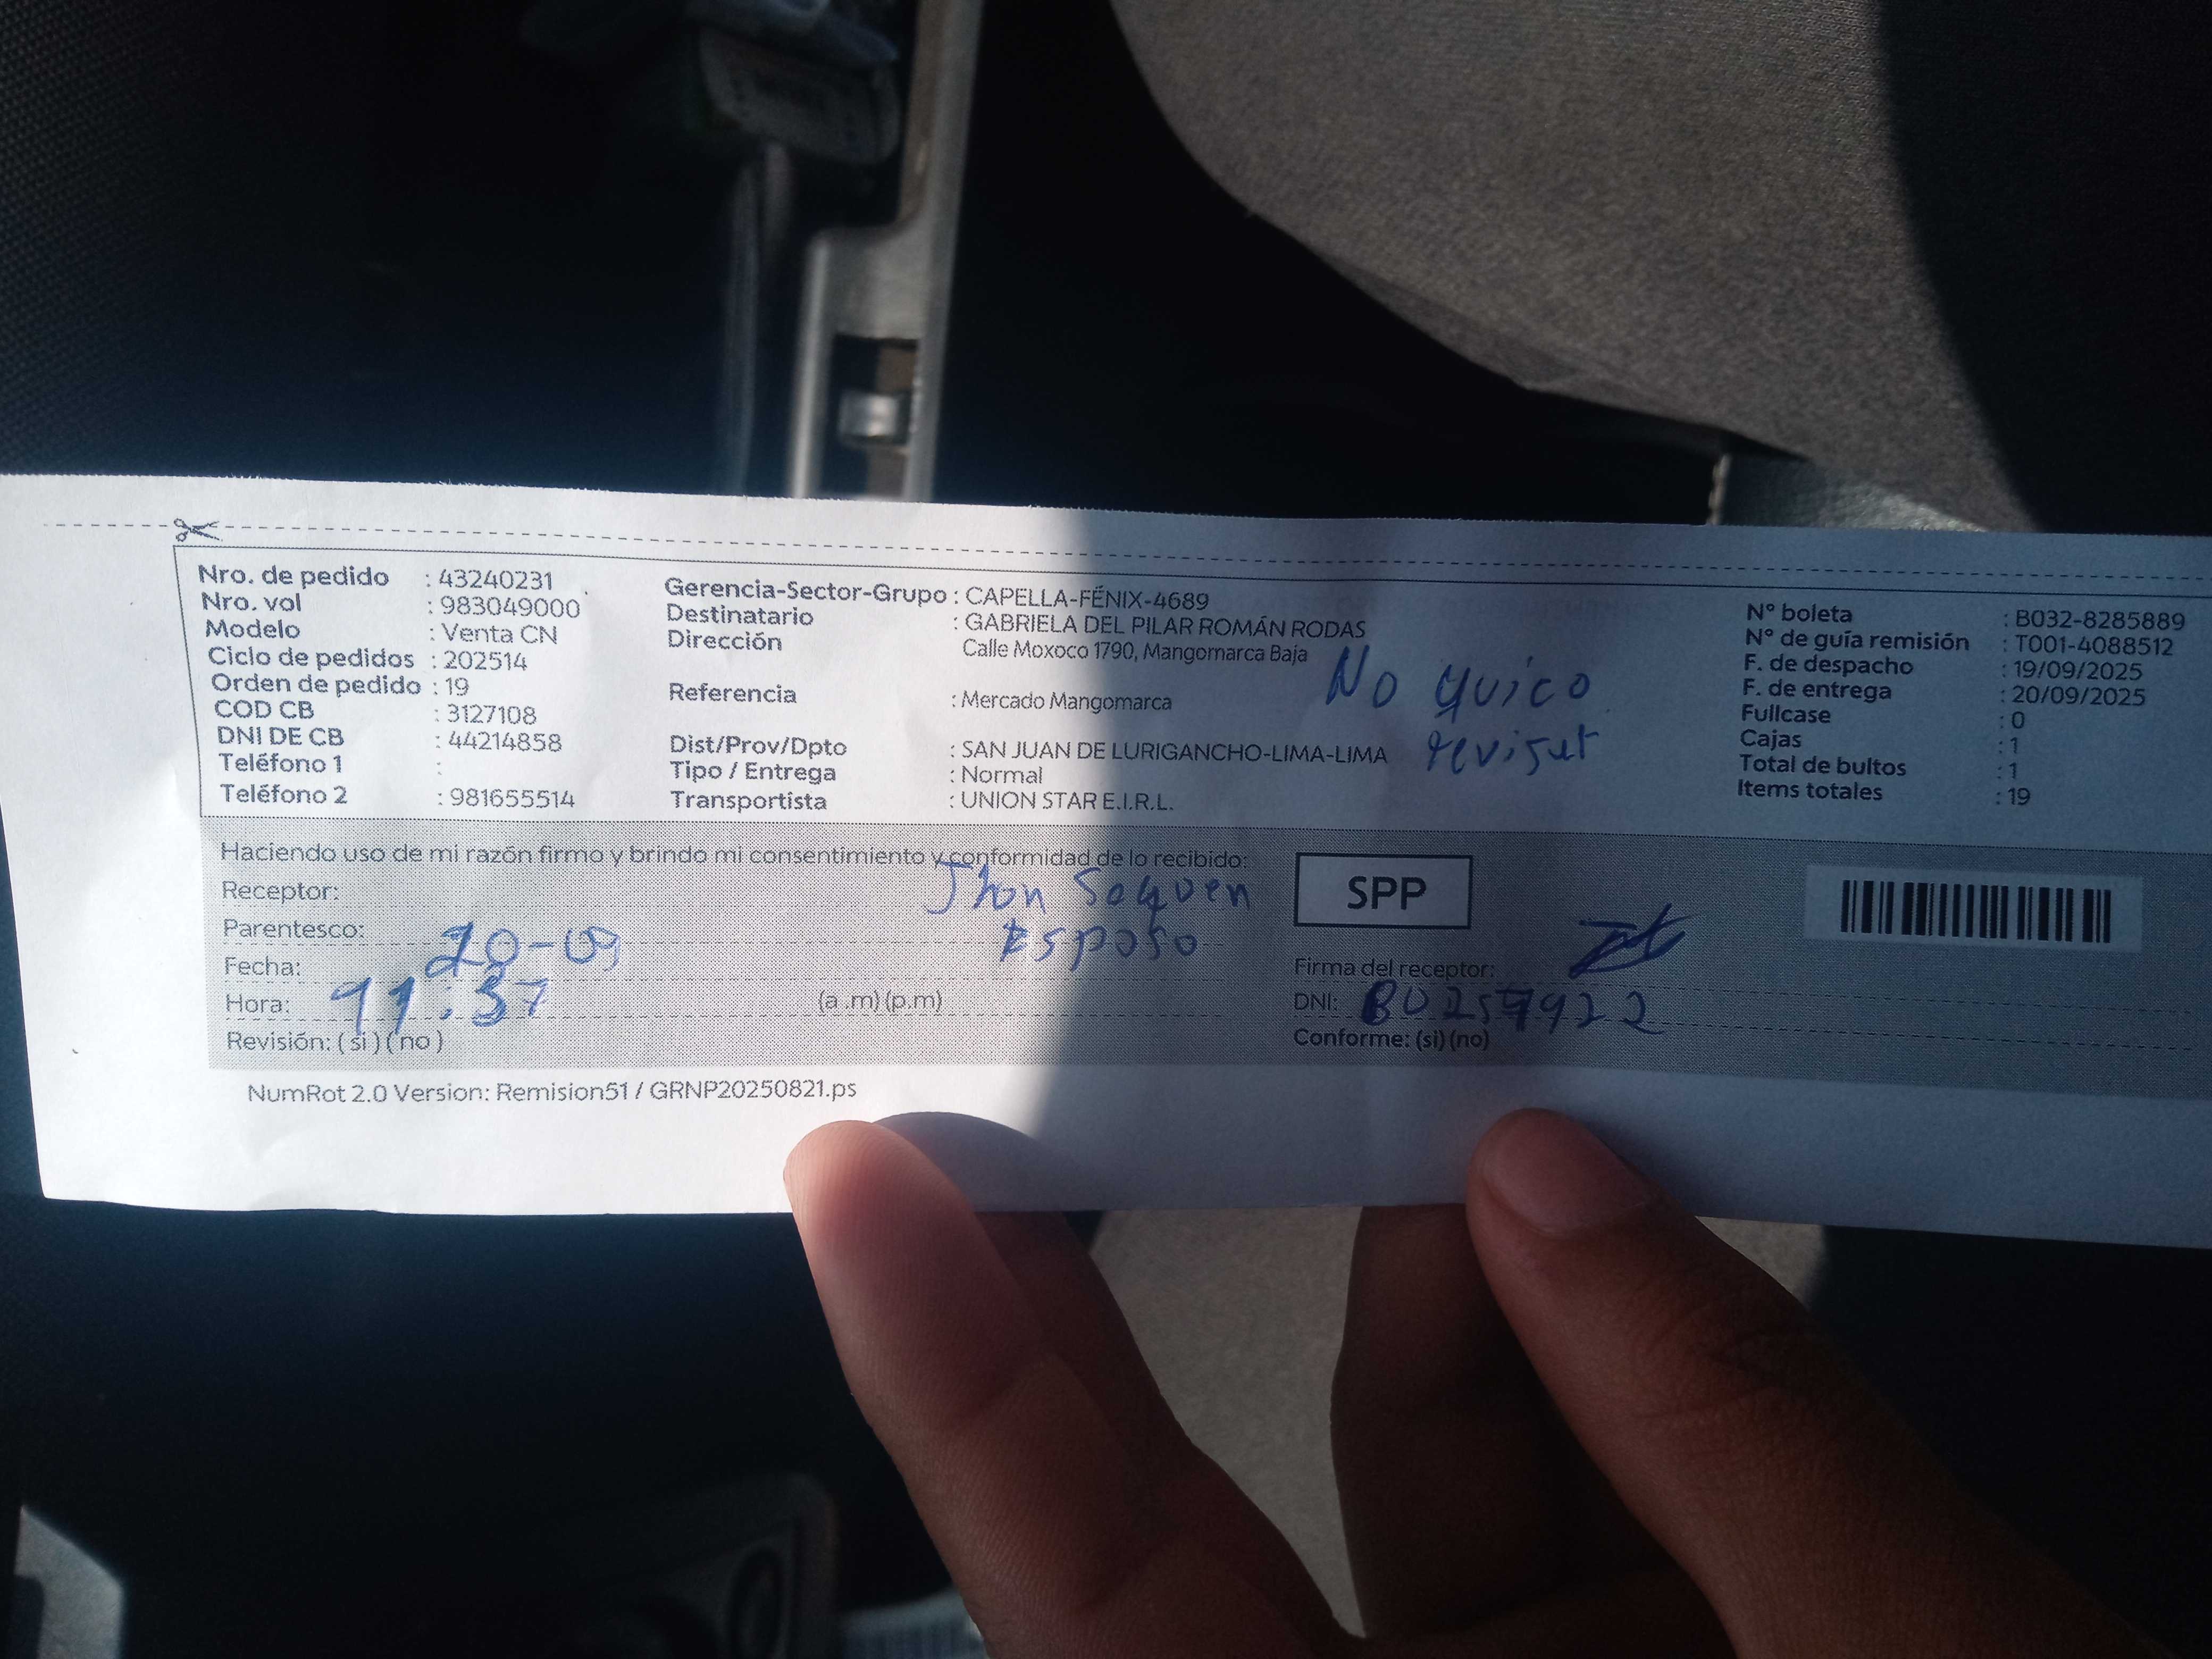 Nro. de pedido : 43240231
Nro. vol : 983049000
Modelo : Venta CN
Ciclo de pedidos : 202514
Orden de pedido : 19
COD CB : 3127108
DNI DE CB : 44214858
Teléfono 1 :
Teléfono 2 : 981655514
Gerencia-Sector-Grupo : CAPELLA-FÉNIX-4689
Destinatario : GABRIELA DEL PILAR ROMÁN RODAS
Dirección Calle Moxoco 1790, Mangomarca Baja
Referencia : Mercado Mangomarca
Dist/Prov/Dpto : SAN JUAN DE LURIGANCHO-LIMA-LIMA
Tipo / Entrega : Normal
Transportista : UNION STAR E.I.R.L.
No quico
revisar
N° boleta : B032-8285889
N° de guía remisión : T001-4088512
F. de despacho : 19/09/2025
F. de entrega : 20/09/2025
Fullcase : 0
Cajas : 1
Total de bultos : 1
Items totales : 19
Haciendo uso de mi razón firmo y brindo mi consentimiento y conformidad de lo recibido:
Receptor: Jhon
Parentesco: Esposo
Fecha: 20-09
Hora: 11:37 (a .m) (p.m)
Revisión: ( si ) ( no )
SPP
Firma del receptor:
DNI:
Conforme: (si) (no)
NumRot 2.0 Version: Remision51 / GRNP20250821.ps